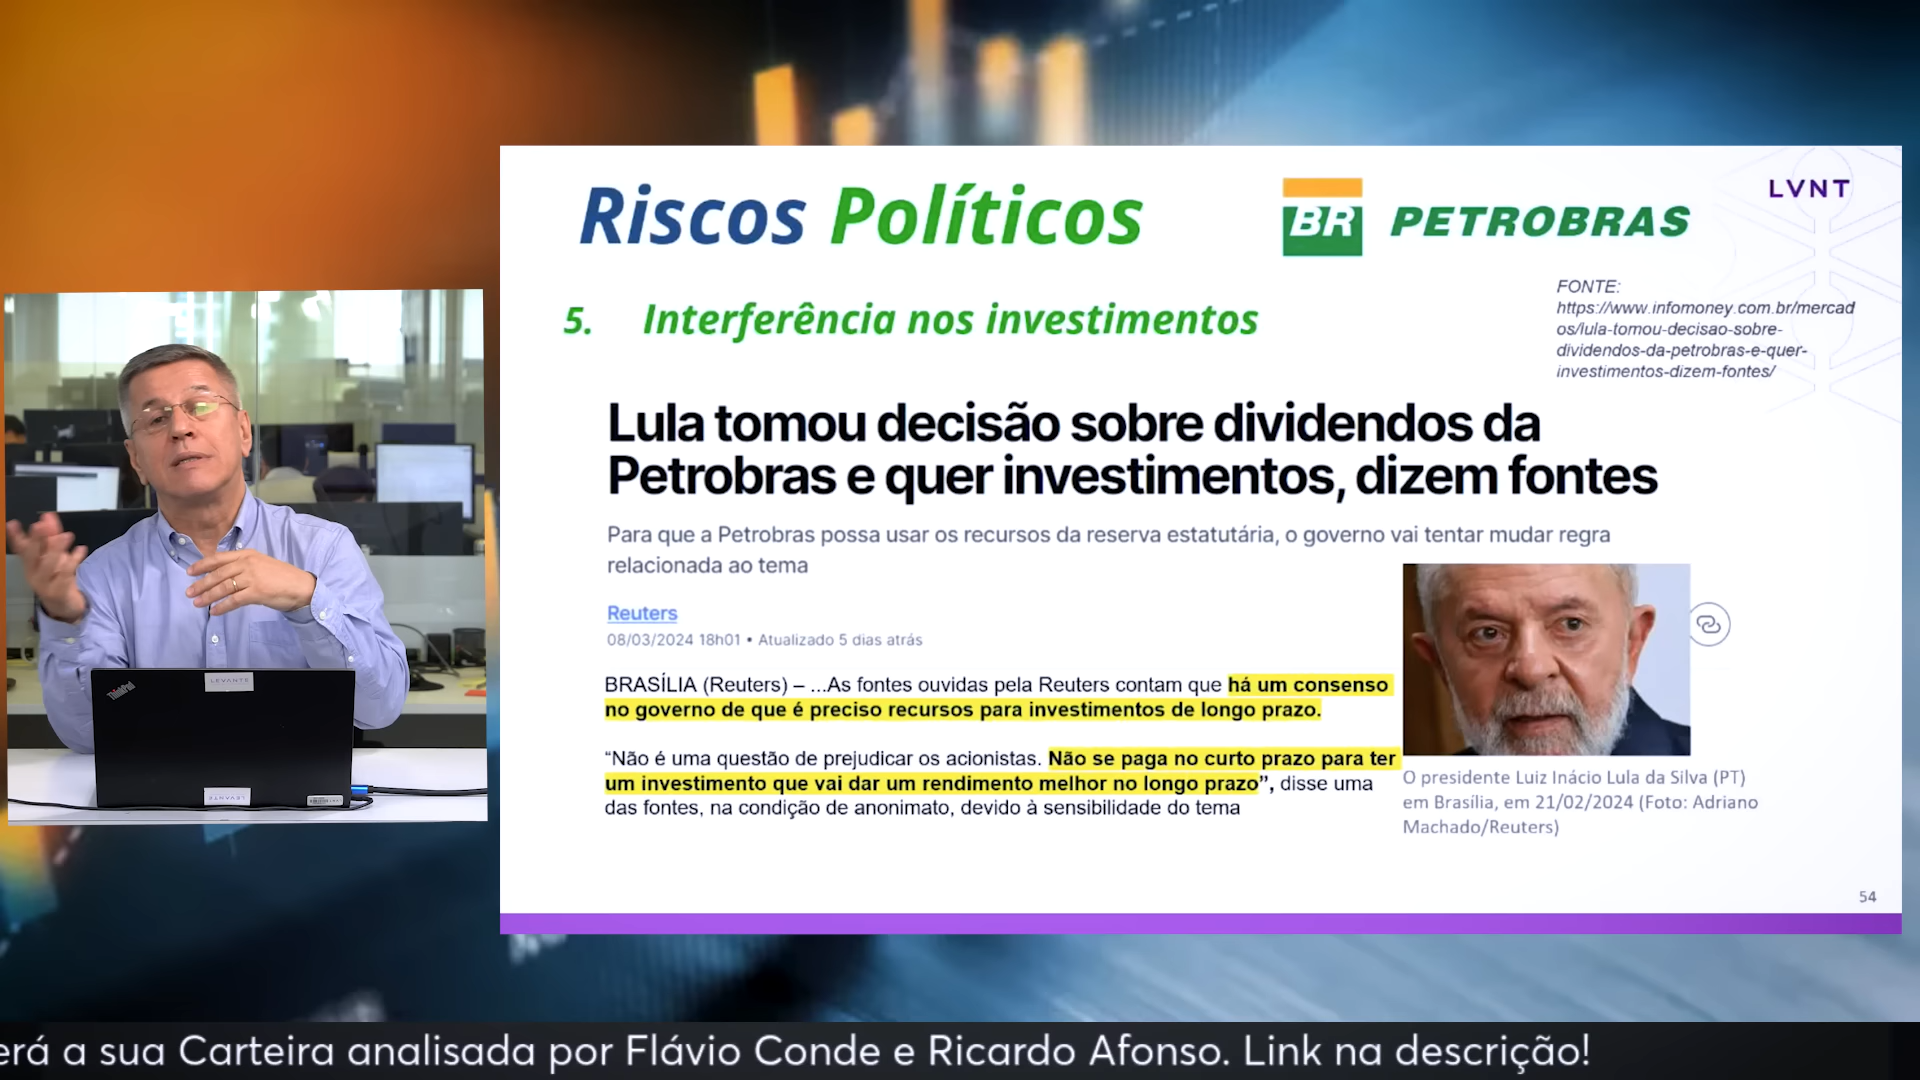 Riscos Políticos
BR PETROBRAS
LVNT
FONTE:
https://www.infomoney.com.br/mercad
os/lula-tomou-decisao-sobre-
dividendos-da-petrobras-e-quer-
investimentos-dizem-fontes/
5. Interferência nos investimentos
Lula tomou decisão sobre dividendos da
Petrobras e quer investimentos, dizem fontes
Para que a Petrobras possa usar os recursos da reserva estatutária, o governo vai tentar mudar regra
relacionada ao tema
Reuters
08/03/2024 18h01 • Atualizado 5 dias atrás
BRASÍLIA (Reuters) – ...As fontes ouvidas pela Reuters contam que há um consenso
no governo de que é preciso recursos para investimentos de longo prazo.
“Não é uma questão de prejudicar os acionistas. Não se paga no curto prazo para ter
um investimento que vai dar um rendimento melhor no longo prazo”, disse uma
das fontes, na condição de anonimato, devido à sensibilidade do tema
O presidente Luiz Inácio Lula da Silva (PT)
em Brasília, em 21/02/2024 (Foto: Adriano
Machado/Reuters)
54
ThinkPad
LEVANTE
LEVANTE
erá a sua Carteira analisada por Flávio Conde e Ricardo Afonso. Link na descrição!